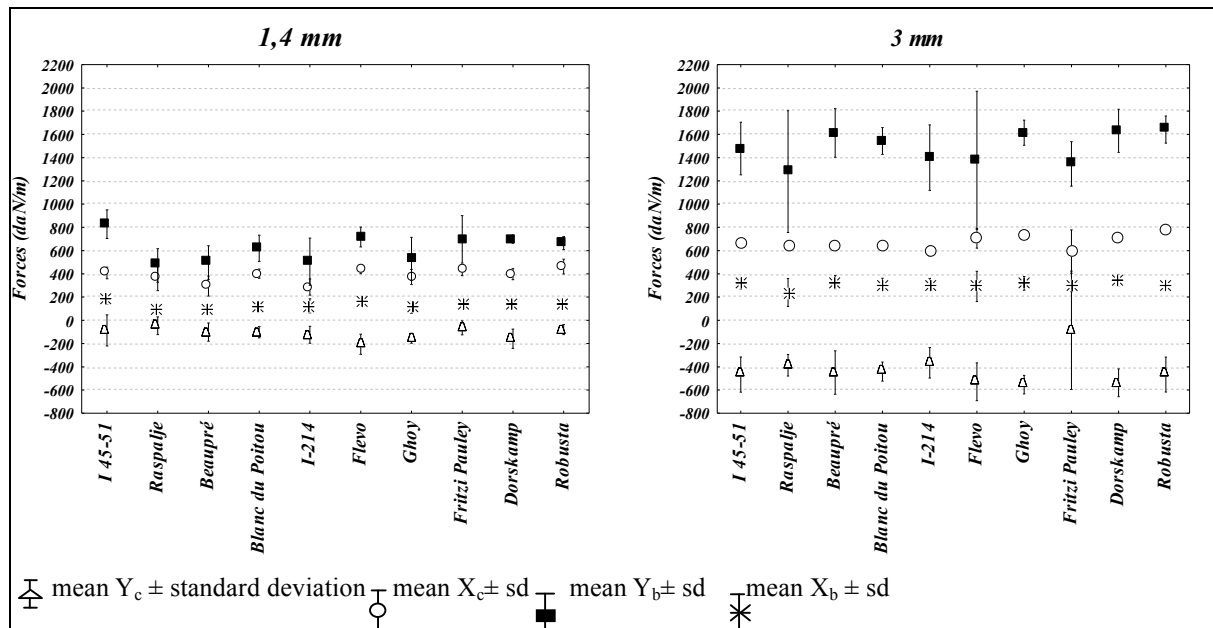 1,4 mm
3 mm
Forces (daN/m)
2200
2000
1800
1600
1400
1200
1000
800
600
400
200
0
-200
-400
-600
-800
I 45-51
Raspalje
Beaupré
Blanc du Poitou
I-214
Flevo
Ghoy
Fritzi Pauley
Dorskamp
Robusta
Forces (daN/m)
2200
2000
1800
1600
1400
1200
1000
800
600
400
200
0
-200
-400
-600
-800
I 45-51
Raspalje
Beaupré
Blanc du Poitou
I-214
Flevo
Ghoy
Fritzi Pauley
Dorskamp
Robusta
mean Yc ± standard deviation mean Xc± sd mean Yb± sd mean Xb ± sd